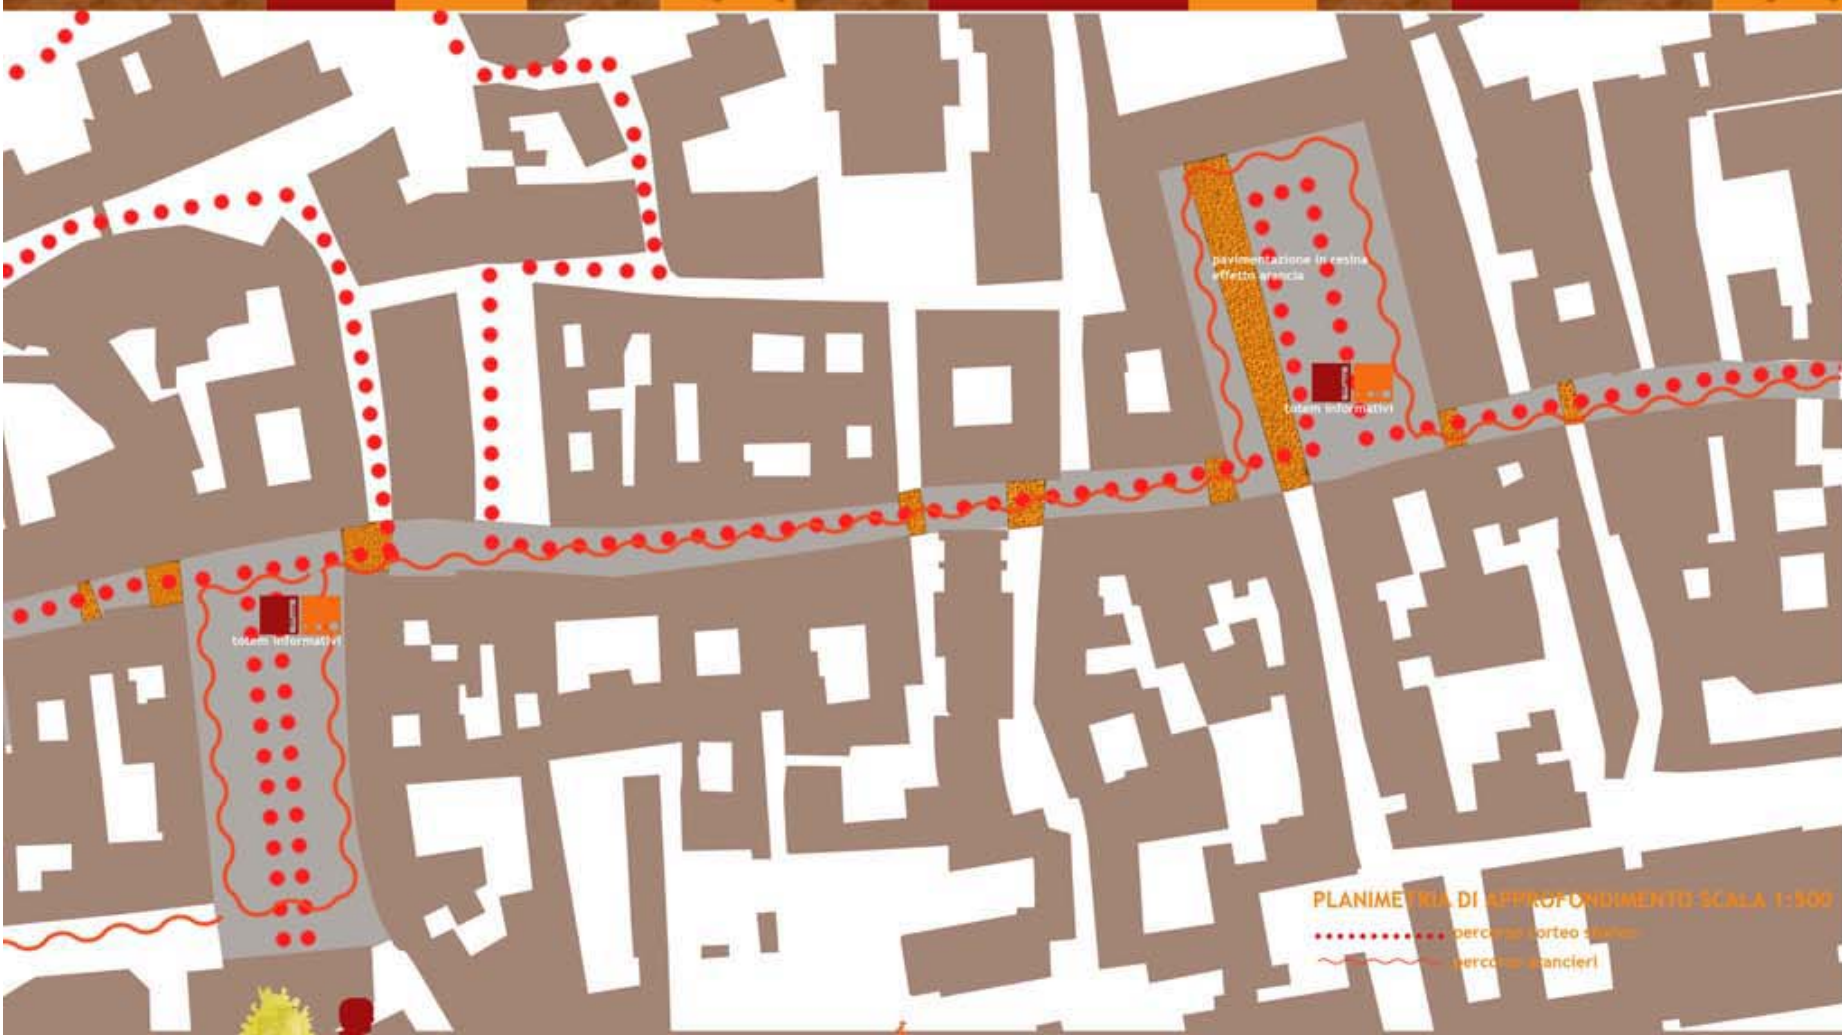 pavimentazione in resina
effetto arancia
totem informativi
totem informativi
PLANIMETRIA DI APPROFONDIMENTO SCALA 1:500
percorso corteo storico
percorso arancieri